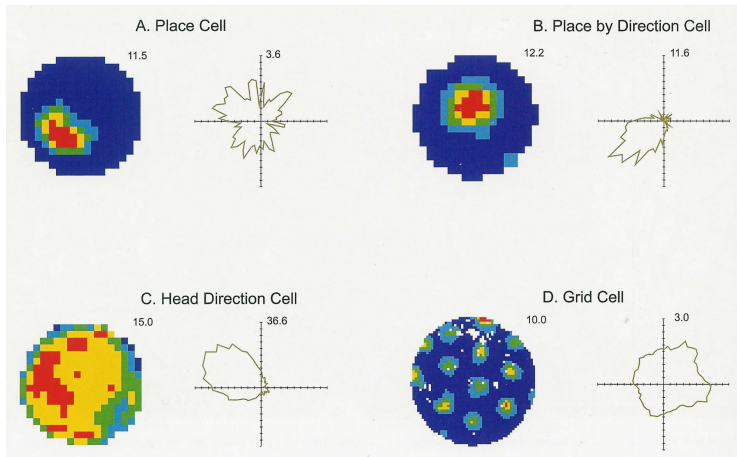 A. Place Cell
11.5
3.6
B. Place by Direction Cell
12.2
11.6
C. Head Direction Cell
15.0
36.6
D. Grid Cell
10.0
3.0